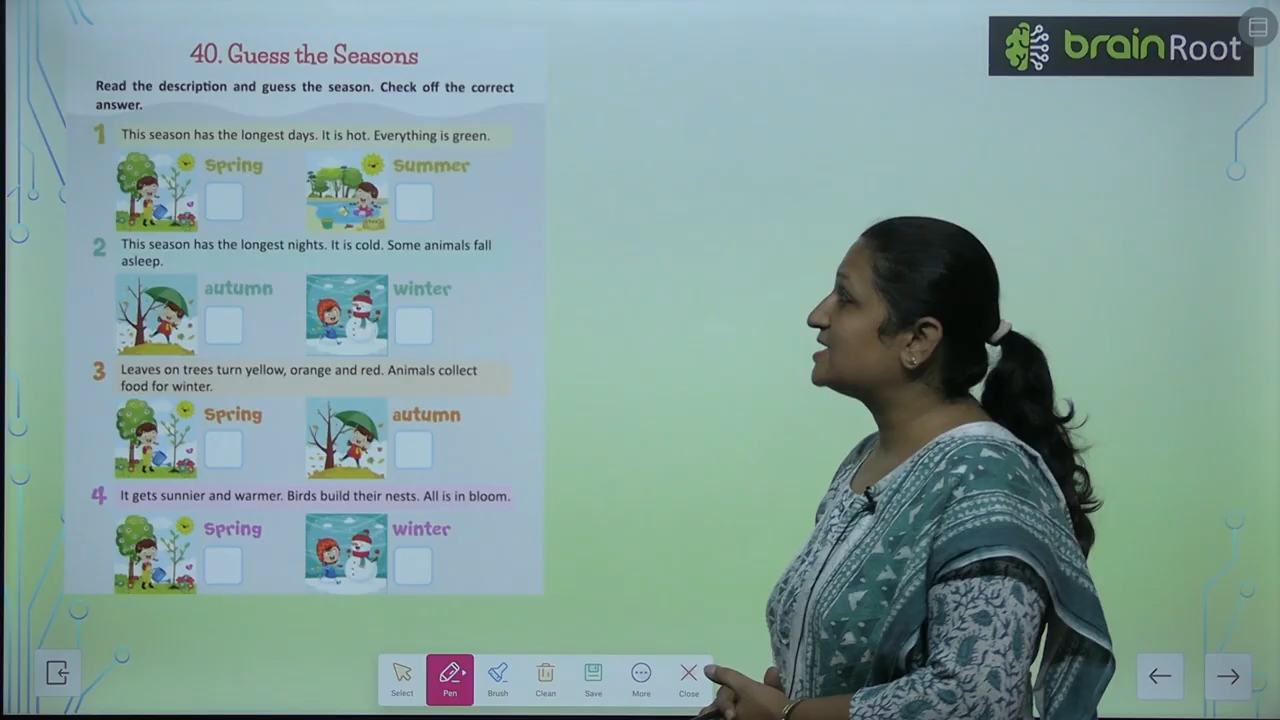 brainRoot
40. Guess the Seasons
Read the description and guess the season. Check off the correct
answer.
1 This season has the longest days. It is hot. Everything is green.
Spring Summer
2 This season has the longest nights. It is cold. Some animals fall
asleep.
autumn winter
3 Leaves on trees turn yellow, orange and red. Animals collect
food for winter.
Spring autumn
4 It gets sunnier and warmer. Birds build their nests. All is in bloom.
Spring winter
Select Pen Brush Clean Save More Close